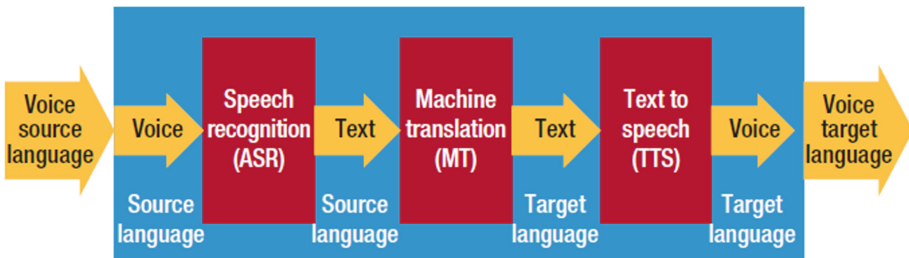 Voice
source
language
Voice
Source
language
Speech
recognition
(ASR)
Text
Source
language
Machine
translation
(MT)
Text
Target
language
Text to
speech
(TTS)
Voice
Target
language
Voice
target
language